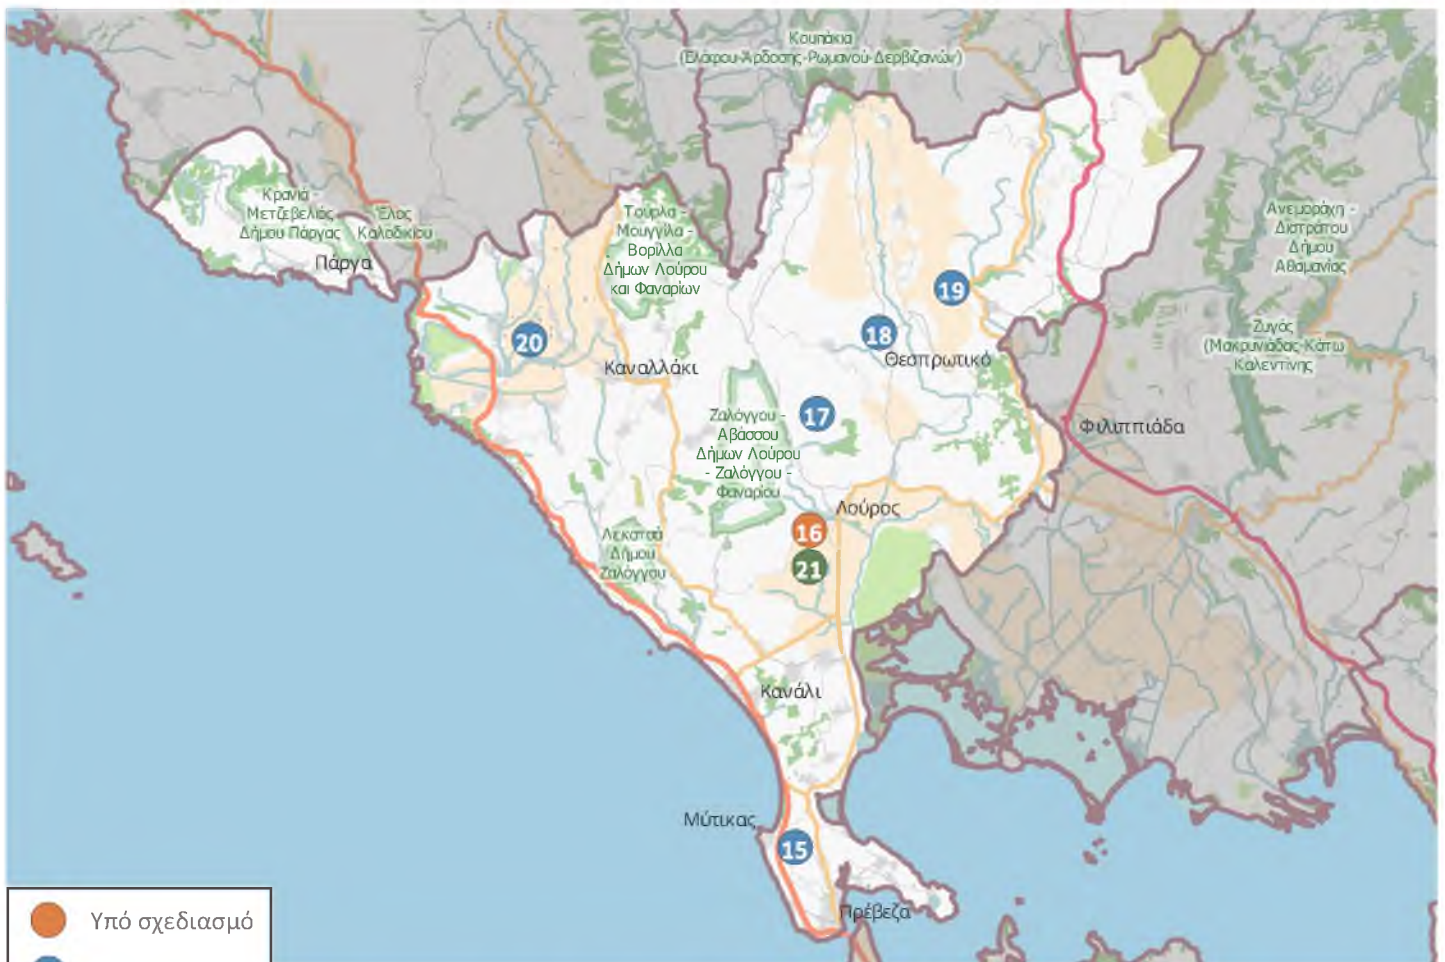 Κουπάκια
(Ελάφου-Άρδοσης-Ρωμανού-Δερβιζιανών)
Κρανιά -
Μετζεβελιός
Δήμου Πάργας
Έλος
Καλοδικίου
Πάργα
Τούρλα -
Μουγγίλα -
Βορίλλα
Δήμων Λούρου
και Φαναρίων
Ανεμοράχη -
Διστράτου
Δήμου
Αθαμανίας
19
20
18
Ζυγός
(Μακρυνιάδας-Κάτω
Καλεντίνης
Καναλλάκι
Θεσπρωτικό
17
Ζαλόγγου -
Αβάσσου
Δήμων Λούρου
- Ζαλόγγου -
Φαναρίου
Φιλιππιάδα
Λούρος
16
21
Λεκατσά
Δήμου
Ζαλόγγου
Κανάλι
Μύτικας
15
Πρέβεζα
Υπό σχεδιασμό